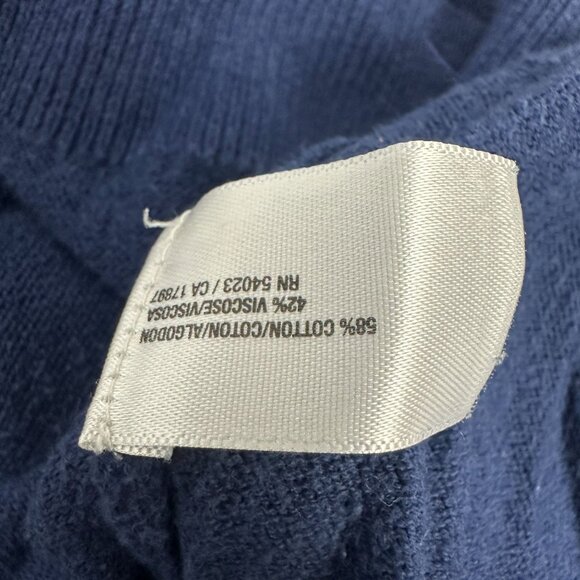 58% COTTON/COTON/ALGODON
42% VISCOSE/VISCOSA
RN 54023 / CA 17897